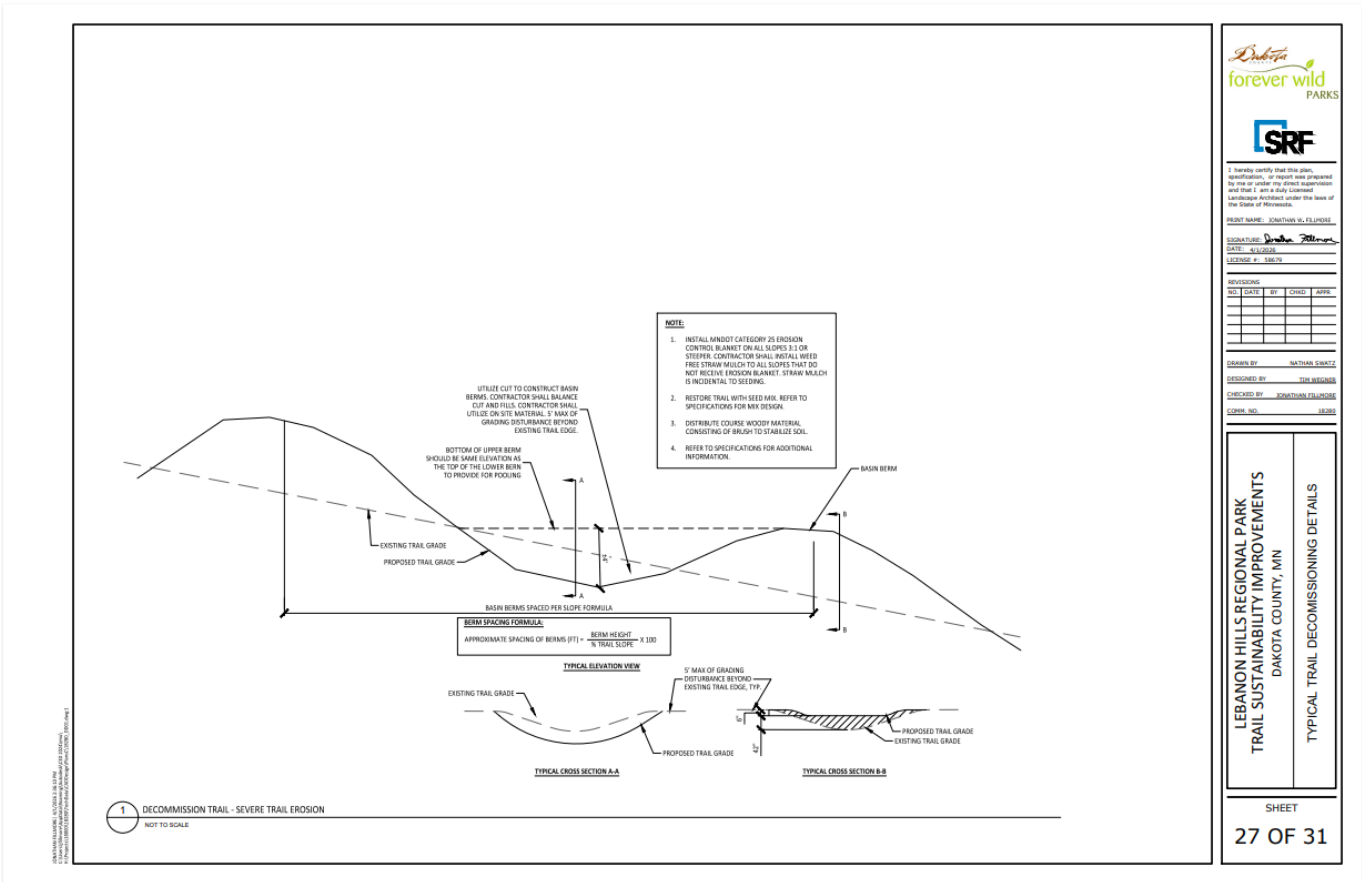 NOTE:
1. INSTALL MNDOT CATEGORY 25 EROSION
CONTROL BLANKET ON ALL SLOPES 3:1 OR
STEEPER. CONTRACTOR SHALL INSTALL WEED
FREE STRAW MULCH TO ALL SLOPES THAT DO
NOT RECEIVE EROSION BLANKET. STRAW MULCH
IS INCIDENTAL TO SEEDING.
2. RESTORE TRAIL WITH SEED MIX. REFER TO
SPECIFICATIONS FOR MIX DESIGN.
3. DISTRIBUTE COURSE WOODY MATERIAL
CONSISTING OF BRUSH TO STABILIZE SOIL.
4. REFER TO SPECIFICATIONS FOR ADDITIONAL
INFORMATION.
UTILIZE CUT TO CONSTRUCT BASIN
BERMS. CONTRACTOR SHALL BALANCE
CUT AND FILLS. CONTRACTOR SHALL
UTILIZE ON SITE MATERIAL. 5' MAX OF
GRADING DISTURBANCE BEYOND
EXISTING TRAIL EDGE.
BOTTOM OF UPPER BERM
SHOULD BE SAME ELEVATION AS
THE TOP OF THE LOWER BERN
TO PROVIDE FOR POOLING
BASIN BERM
A
B
EXISTING TRAIL GRADE
PROPOSED TRAIL GRADE
A
BASIN BERMS SPACED PER SLOPE FORMULA
B
BERM SPACING FORMULA:
APPROXIMATE SPACING OF BERMS (FT) = BERM HEIGHT
% TRAIL SLOPE X 100
TYPICAL ELEVATION VIEW
5' MAX OF GRADING
DISTURBANCE BEYOND
EXISTING TRAIL EDGE, TYP.
EXISTING TRAIL GRADE
PROPOSED TRAIL GRADE
TYPICAL CROSS SECTION A-A
6"
42"
PROPOSED TRAIL GRADE
EXISTING TRAIL GRADE
TYPICAL CROSS SECTION B-B
1 DECOMMISSION TRAIL - SEVERE TRAIL EROSION
NOT TO SCALE
Dakota
COUNTY
forever wild
PARKS
SRF
I hereby certify that this plan,
specification, or report was prepared
by me or under my direct supervision
and that I am a duly Licensed
Landscape Architect under the laws of
the State of Minnesota.
PRINT NAME: JONATHAN W. FILLMORE
SIGNATURE: Jonathan Fillmore
DATE: 4/1/2026
LICENSE #: 58679
REVISIONS
NO. DATE BY CHKD APPR
DRAWN BY NATHAN SWATZ
DESIGNED BY TIM WEGNER
CHECKED BY JONATHAN FILLMORE
COMM. NO. 18280
LEBANON HILLS REGIONAL PARK
TRAIL SUSTAINABILITY IMPROVEMENTS
DAKOTA COUNTY, MN
TYPICAL TRAIL DECOMISSIONING DETAILS
SHEET
27 OF 31